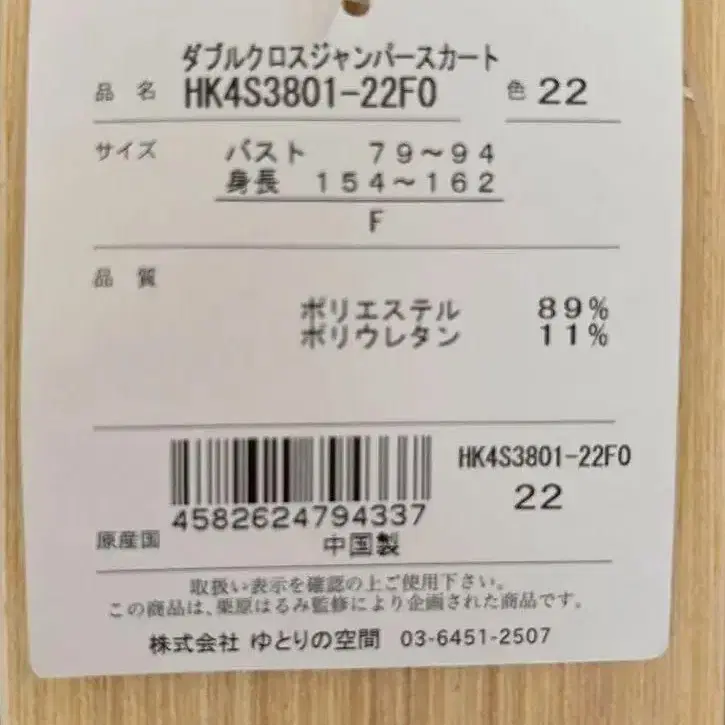 ダブルクロスジャンパースカート
品 名 HK4S3801-22F0 色 22
サイズ バスト 79〜94
身長 154〜162
F
品 質
ポリエステル 89%
ポリウレタン 11%
HK4S3801-22F0
22
4582624794337
原産国 中国製
取扱い表示を確認の上ご使用下さい。
この商品は、栗原はるみ監修により企画された商品です。
株式会社 ゆとりの空間 03-6451-2507